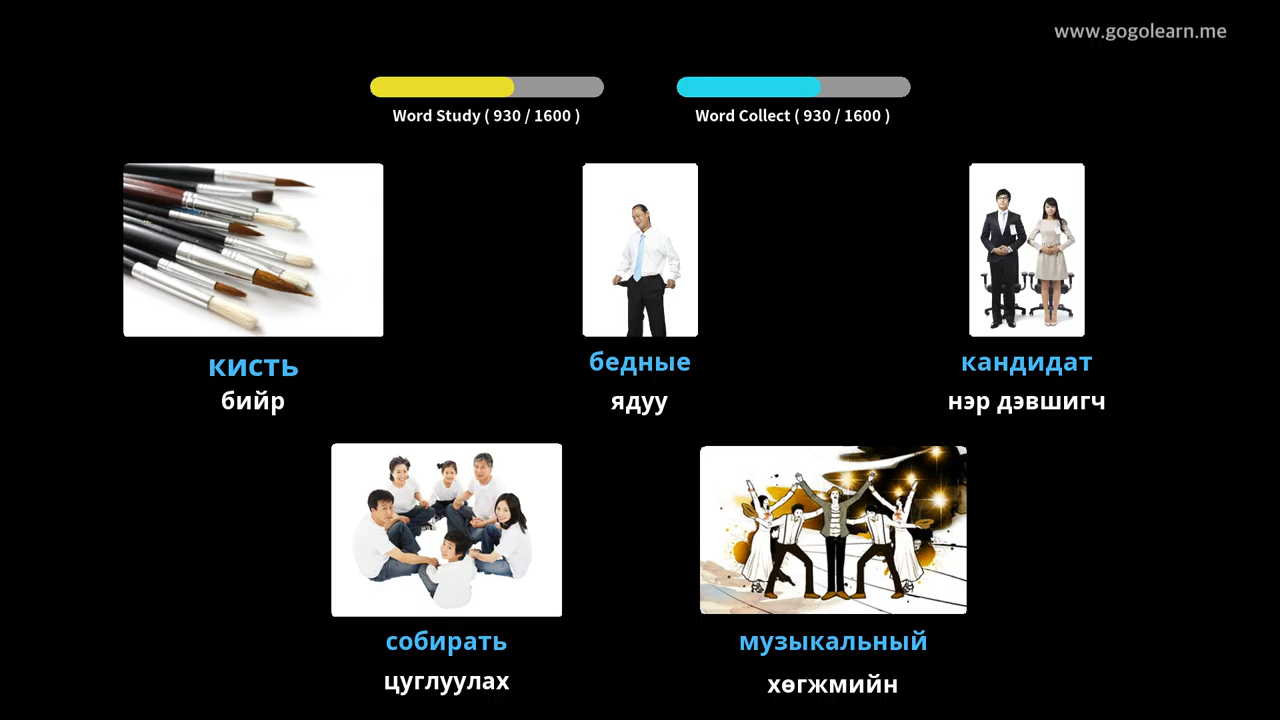 www.gogolearn.me
Word Study ( 930 / 1600 )
Word Collect ( 930 / 1600 )
кисть
бийр
бедные
ядуу
кандидат
нэр дэвшигч
собирать
цуглуулах
музыкальный
хөгжмийн